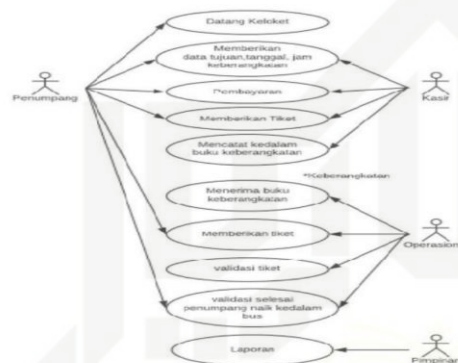 Datang Keloket
Memberikan
data tujuan,tanggal, jam
keberangkatan
Penumpang
Kasir
Pembayaran
Memberikan Tiket
Mencatat kedalam
buku keberangkatan
*Keberangkatan
Menerima buku
keberangkatan
Memberikan tiket
Operasion
validasi tiket
validasi selesai
penumpang naik kedalam
bus
Laporan
Pimpinan